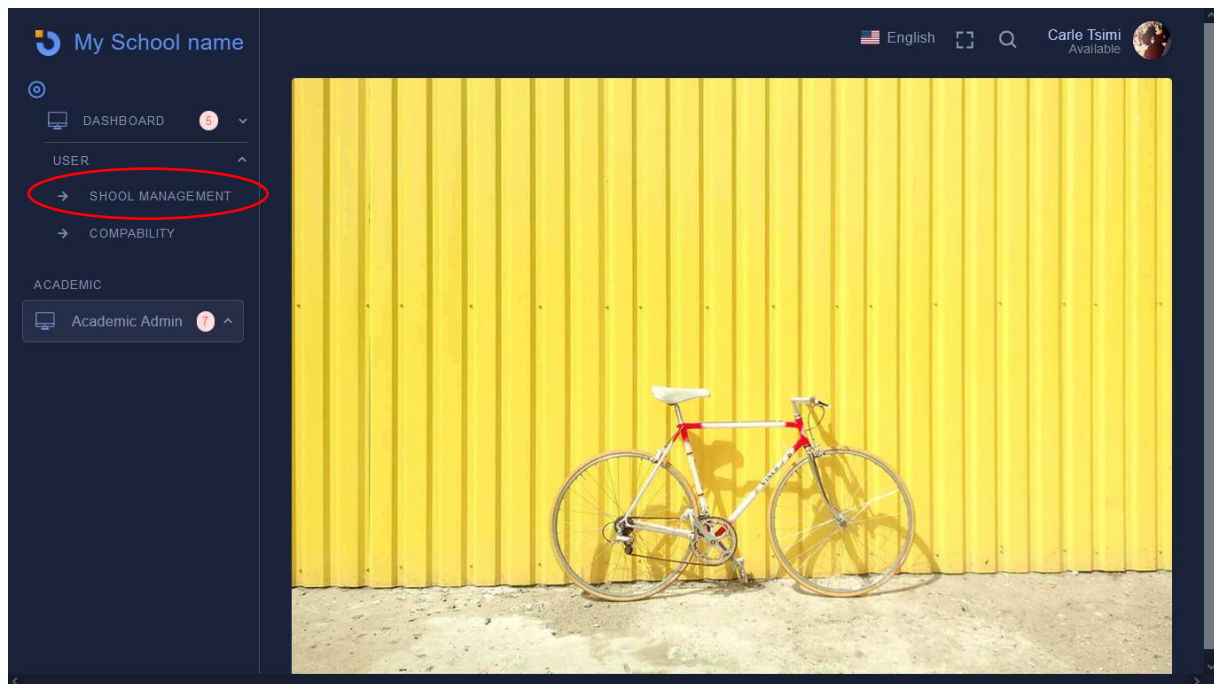 My School name
English
Carle Tsimi
Available
DASHBOARD 5
USER
SHOOL MANAGEMENT
COMPABILITY
ACADEMIC
Academic Admin 7